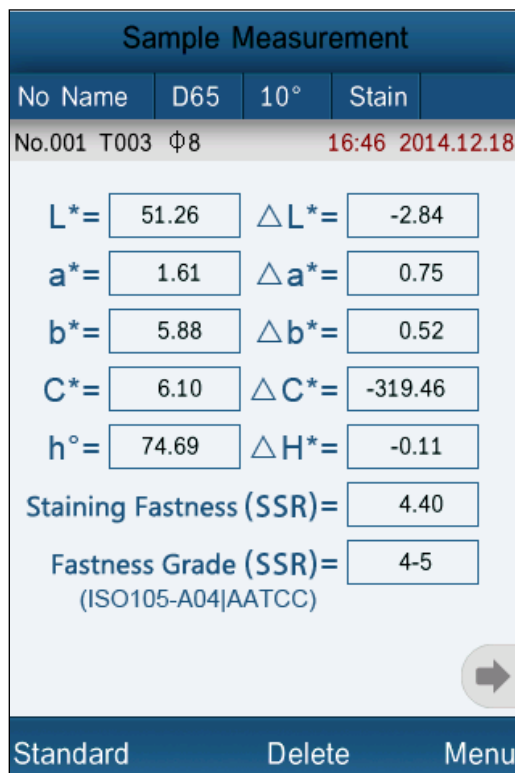 Sample Measurement
No Name D65 10° Stain
No.001 T003 Φ8 16:46 2014.12.18
L*= 51.26 △L*= -2.84
a*= 1.61 △a*= 0.75
b*= 5.88 △b*= 0.52
C*= 6.10 △C*= -319.46
h°= 74.69 △H*= -0.11
Staining Fastness (SSR)= 4.40
Fastness Grade (SSR)= 4-5
(ISO105-A04|AATCC)
Standard Delete Menu